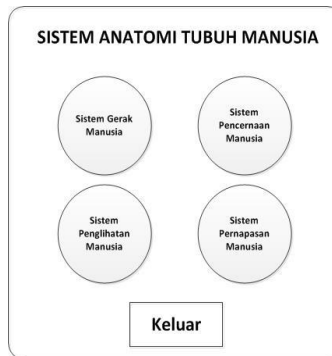 SISTEM ANATOMI TUBUH MANUSIA
Sistem Gerak
Manusia
Sistem
Pencernaan
Manusia
Sistem
Penglihatan
Manusia
Sistem
Pernapasan
Manusia
Keluar